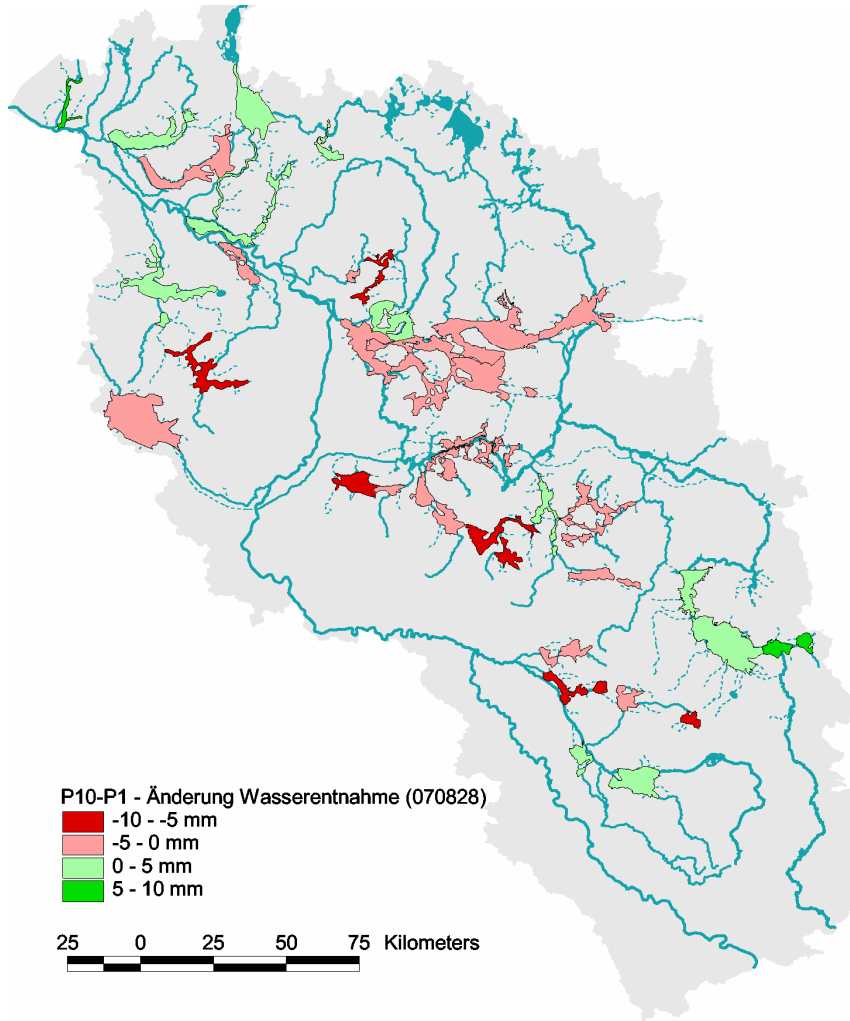 P10-P1 - Änderung Wasserentnahme (070828)
-10 - -5 mm
-5 - 0 mm
0 - 5 mm
5 - 10 mm
25 0 25 50 75 Kilometers